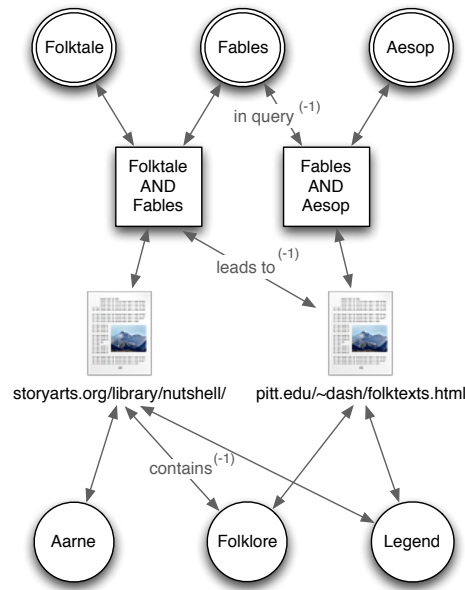 Folktale
Fables
Aesop
in query (-1)
Folktale
AND
Fables
Fables
AND
Aesop
leads to (-1)
storyarts.org/library/nutshell/
pitt.edu/~dash/folktexts.html
contains (-1)
Aarne
Folklore
Legend